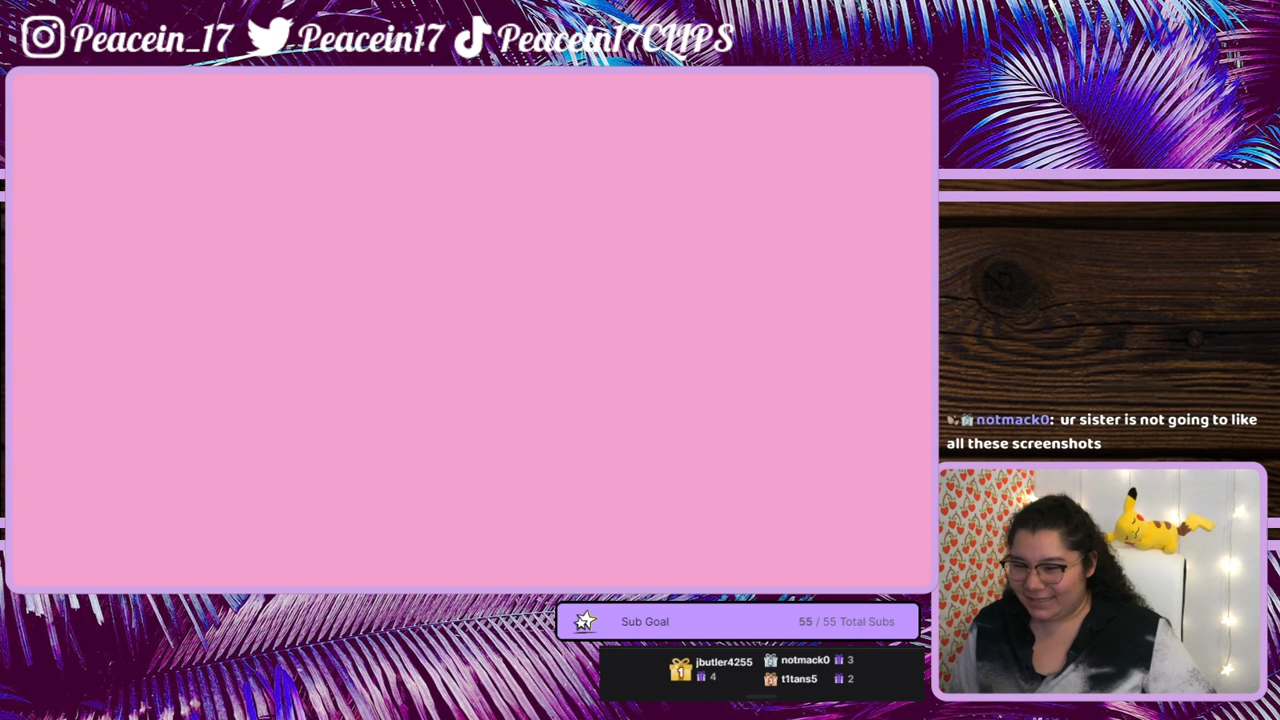 Peacein_17 Peacein17 Peacein17ClIPS
notmack0: ur sister is not going to like
all these screenshots
Sub Goal 55 / 55 Total Subs
1 jbutler4255 4
notmack0 3
t1tans5 2